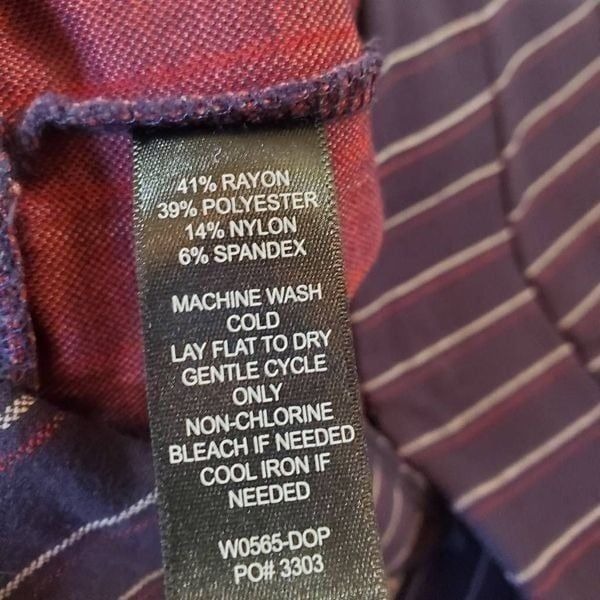 41% RAYON
39% POLYESTER
14% NYLON
6% SPANDEX
MACHINE WASH
COLD
LAY FLAT TO DRY
GENTLE CYCLE
ONLY
NON-CHLORINE
BLEACH IF NEEDED
COOL IRON IF
NEEDED
W0565-DOP
PO# 3303